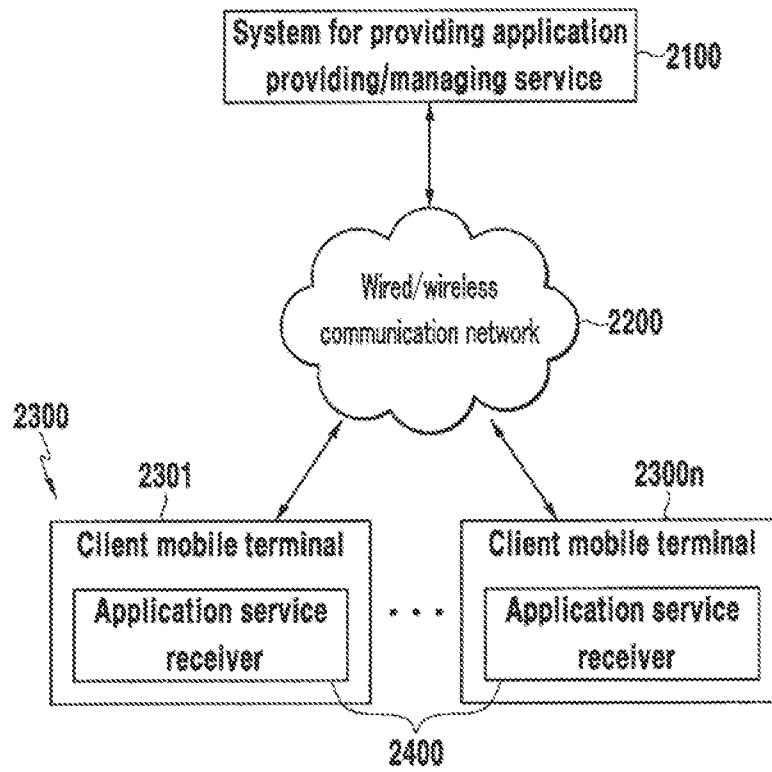 System for providing application
providing/managing service
2100
Wired/wireless
communication network
2200
2300
2301
2300n
Client mobile terminal
Application service
receiver
. . .
Client mobile terminal
Application service
receiver
2400